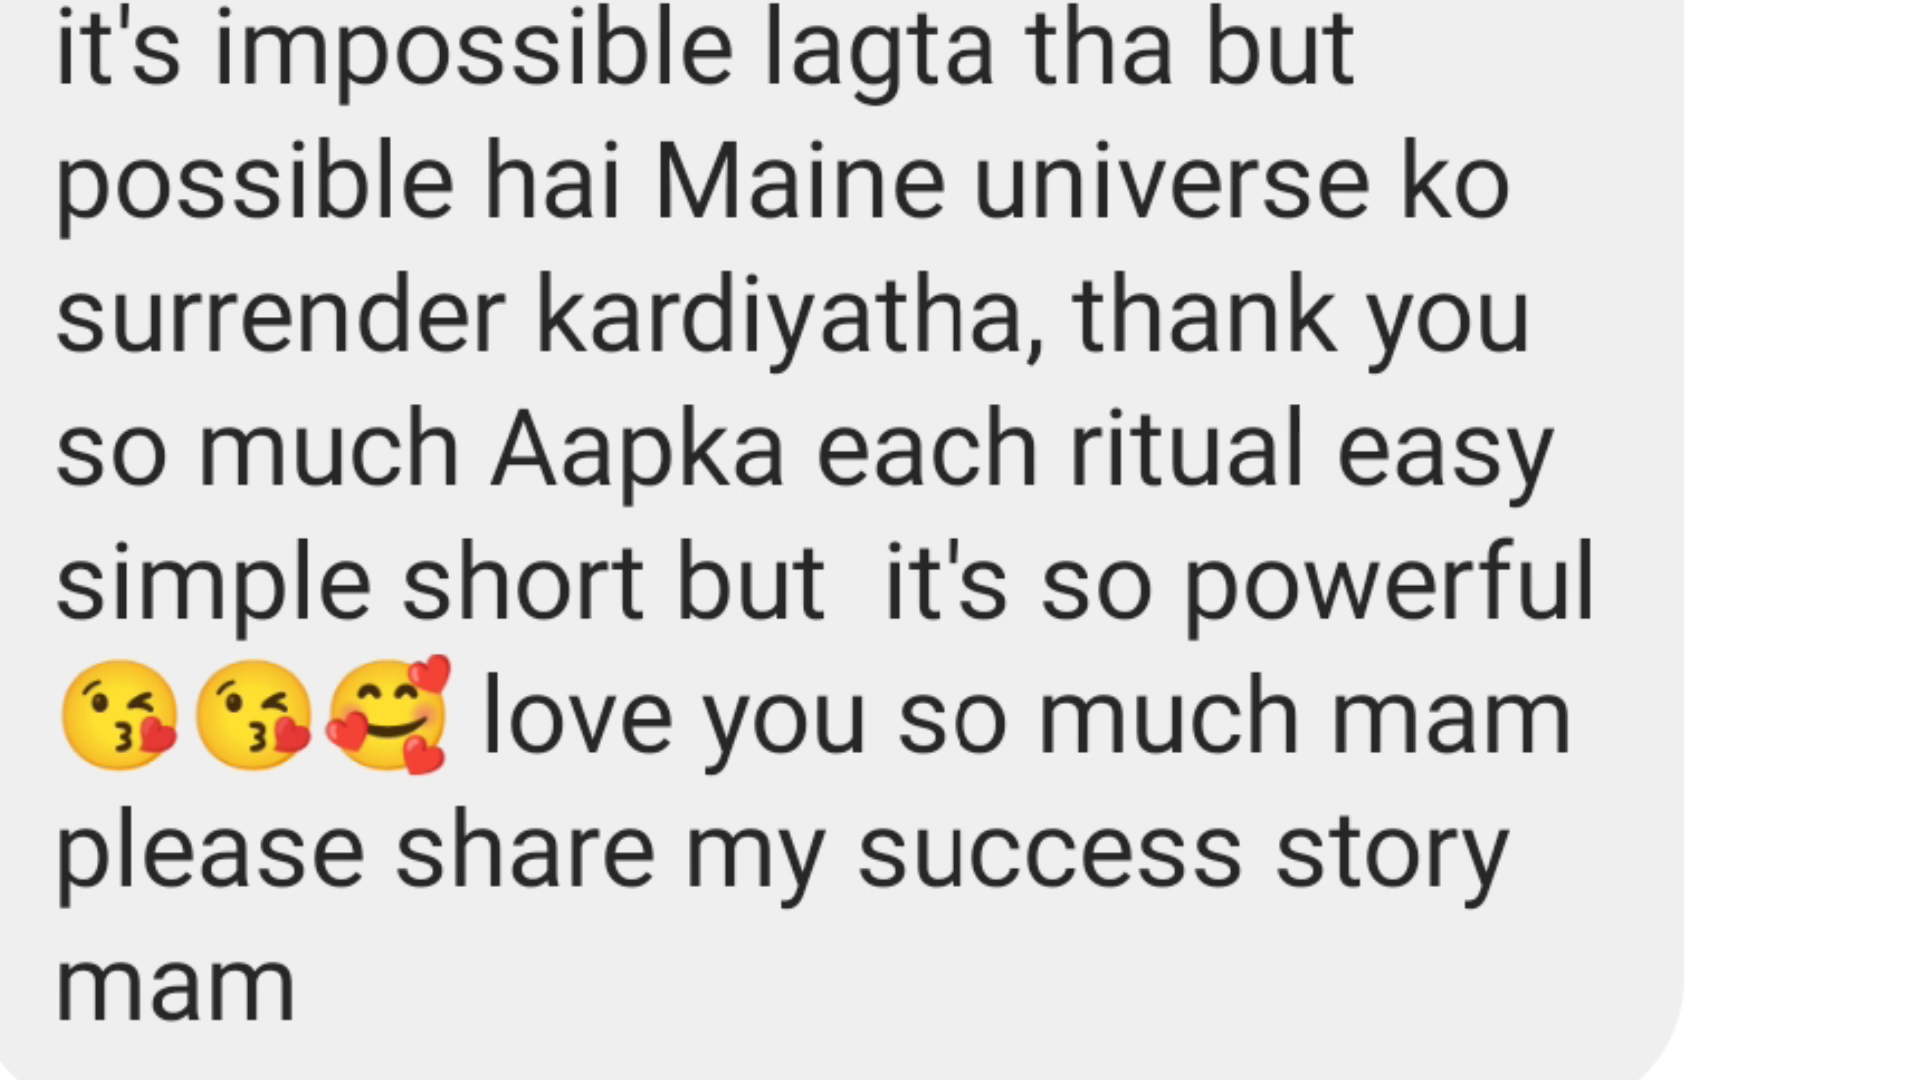 it's impossible lagta tha but
possible hai Maine universe ko
surrender kardiyatha, thank you
so much Aapka each ritual easy
simple short but  it's so powerful
😘😘🥰 love you so much mam
please share my success story
mam